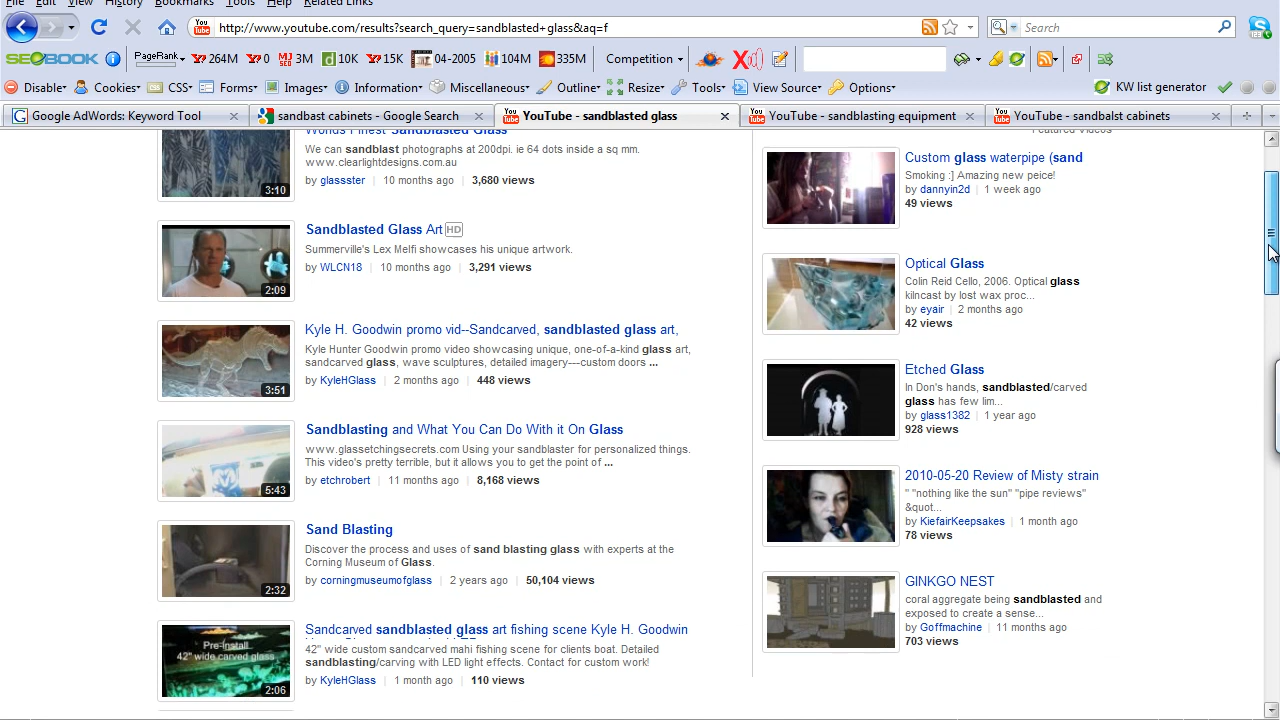 File Edit View History Bookmarks Tools Help Related Links
http://www.youtube.com/results?search_query=sandblasted+glass&aq=f
Search
SEOBOOK PageRank 264M 0 3M 10K 15K 04-2005 104M 335M Competition
Disable Cookies CSS Forms Images Information Miscellaneous Outline Resize Tools View Source Options KW list generator
Google AdWords: Keyword Tool
sandbast cabinets - Google Search
YouTube - sandblasted glass
YouTube - sandblasting equipment
YouTube - sandbalst cabinets
Worlds Finest Sandblasted Glass
We can sandblast photographs at 200dpi. ie 64 dots inside a sq mm.
www.clearlightdesigns.com.au
by glassster | 10 months ago | 3,680 views
3:10
Sandblasted Glass Art HD
Summerville's Lex Melfi showcases his unique artwork.
by WLCN18 | 10 months ago | 3,291 views
2:09
Kyle H. Goodwin promo vid--Sandcarved, sandblasted glass art,
Kyle Hunter Goodwin promo video showcasing unique, one-of-a-kind glass art,
sandcarved glass, wave sculptures, detailed imagery---custom doors ...
by KyleHGlass | 2 months ago | 448 views
3:51
Sandblasting and What You Can Do With it On Glass
www.glassetchingsecrets.com Using your sandblaster for personalized things.
This video's pretty terrible, but it allows you to get the point of ...
by etchrobert | 11 months ago | 8,168 views
5:43
Sand Blasting
Discover the process and uses of sand blasting glass with experts at the
Corning Museum of Glass.
by corningmuseumofglass | 2 years ago | 50,104 views
2:32
Sandcarved sandblasted glass art fishing scene Kyle H. Goodwin
42" wide custom sandcarved mahi fishing scene for clients boat. Detailed
sandblasting/carving with LED light effects. Contact for custom work!
by KyleHGlass | 1 month ago | 110 views
Pre-Install
42" wide carved glass
2:06
Featured Videos
Custom glass waterpipe (sand
Smoking :] Amazing new peice!
by dannyin2d | 1 week ago
49 views
Optical Glass
Colin Reid Cello, 2006. Optical glass
kilncast by lost wax proc...
by eyair | 2 months ago
42 views
Etched Glass
In Don's hands, sandblasted/carved
glass has few lim...
by glass1382 | 1 year ago
928 views
2010-05-20 Review of Misty strain
" "nothing like the sun" "pipe reviews"
&quot...
by KiefairKeepsakes | 1 month ago
78 views
GINKGO NEST
coral aggregate being sandblasted and
exposed to create a sense...
by Goffmachine | 11 months ago
703 views